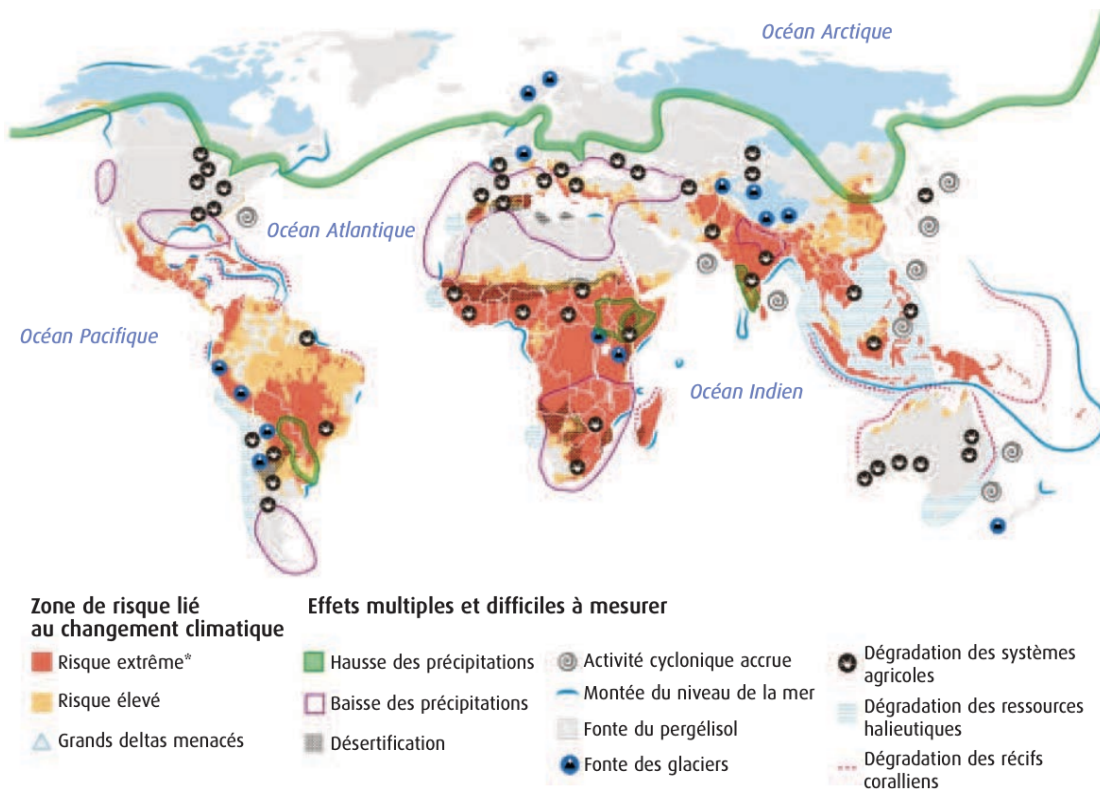 Océan Arctique
Océan Atlantique
Océan Pacifique
Océan Indien
Zone de risque lié
au changement climatique
Risque extrême*
Risque élevé
Grands deltas menacés
Effets multiples et difficiles à mesurer
Hausse des précipitations
Baisse des précipitations
Désertification
Activité cyclonique accrue
Montée du niveau de la mer
Fonte du pergélisol
Fonte des glaciers
Dégradation des systèmes
agricoles
Dégradation des ressources
halieutiques
Dégradation des récifs
coralliens